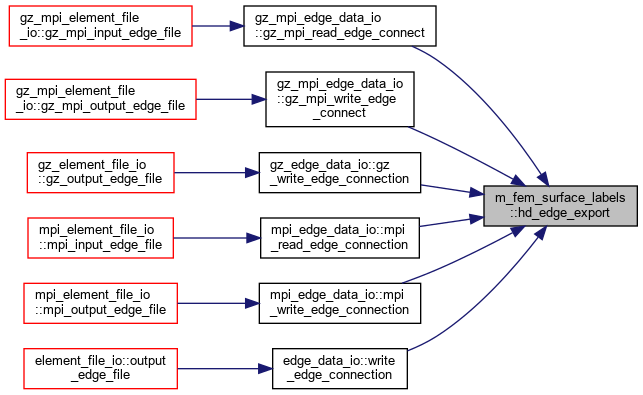 gz_mpi_element_file
_io::gz_mpi_input_edge_file
gz_mpi_edge_data_io
::gz_mpi_read_edge_connect
gz_mpi_element_file
_io::gz_mpi_output_edge_file
gz_mpi_edge_data_io
::gz_mpi_write_edge
_connect
gz_element_file_io
::gz_output_edge_file
gz_edge_data_io::gz
_write_edge_connection
m_fem_surface_labels
::hd_edge_export
mpi_element_file_io
::mpi_input_edge_file
mpi_edge_data_io::mpi
_read_edge_connection
mpi_element_file_io
::mpi_output_edge_file
mpi_edge_data_io::mpi
_write_edge_connection
element_file_io::output
_edge_file
edge_data_io::write
_edge_connection